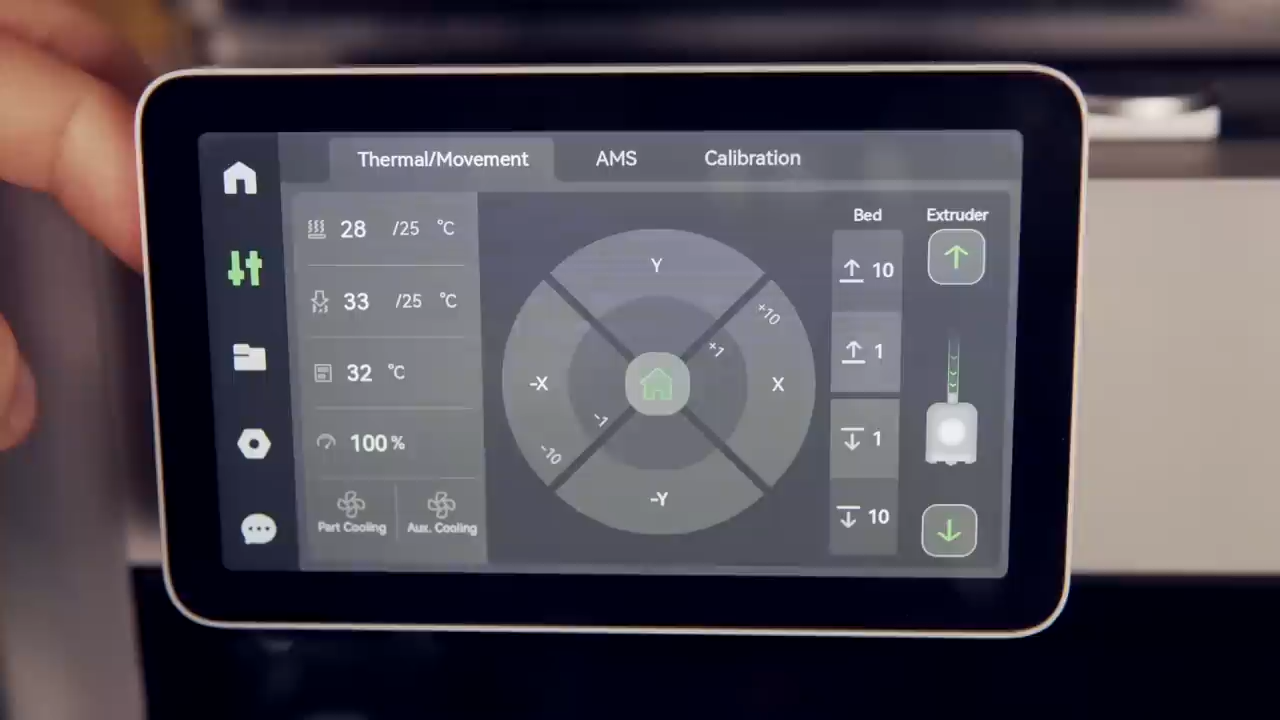 Thermal/Movement AMS Calibration
28 /25 °C
33 /25 °C
32 °C
100%
Part Cooling
Aux. Cooling
Y
+10
+1
-X
X
-1
-10
-Y
Bed
10
1
1
10
Extruder